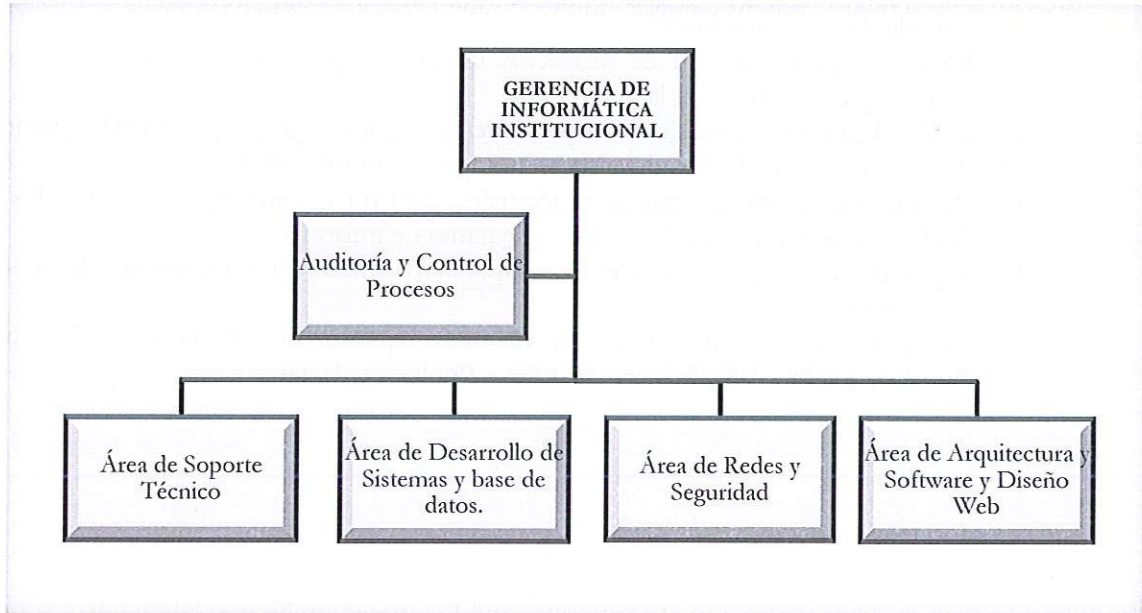 GERENCIA DE
INFORMÁTICA
INSTITUCIONAL
Auditoría y Control de
Procesos
Área de Soporte
Técnico
Área de Desarrollo de
Sistemas y base de
datos.
Área de Redes y
Seguridad
Área de Arquitectura y
Software y Diseño
Web